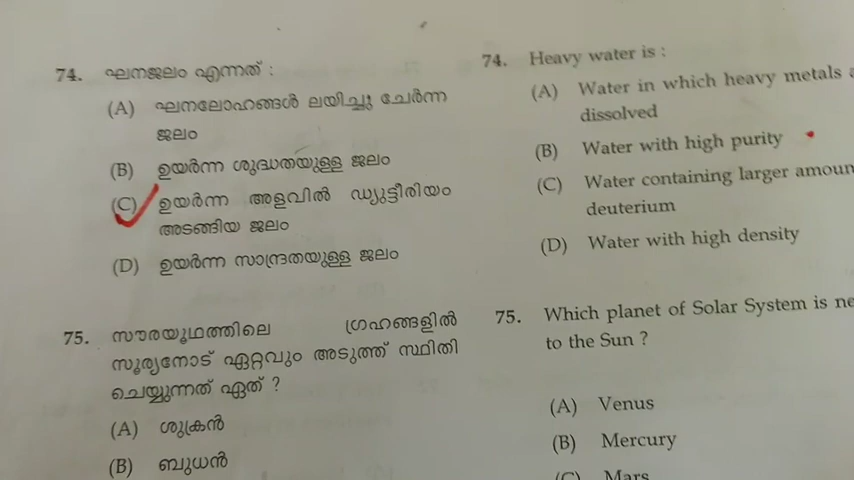 74. ഘനജലം എന്നത് :
(A) ഘനലോഹങ്ങൾ ലയിച്ചു ചേർന്ന
ജലം
(B) ഉയർന്ന ശുദ്ധതയുള്ള ജലം
(C) ഉയർന്ന അളവിൽ ഡ്യുട്ടീരിയം
അടങ്ങിയ ജലം
(D) ഉയർന്ന സാന്ദ്രതയുള്ള ജലം
75. സൗരയൂഥത്തിലെ ഗ്രഹങ്ങളിൽ
സൂര്യനോട് ഏറ്റവും അടുത്ത് സ്ഥിതി
ചെയ്യുന്നത് ഏത് ?
(A) ശുക്രൻ
(B) ബുധൻ
74. Heavy water is :
(A) Water in which heavy metals
dissolved
(B) Water with high purity
(C) Water containing larger
deuterium
(D) Water with high density
75. Which planet of Solar System is
to the Sun ?
(A) Venus
(B) Mercury
(C) Mars